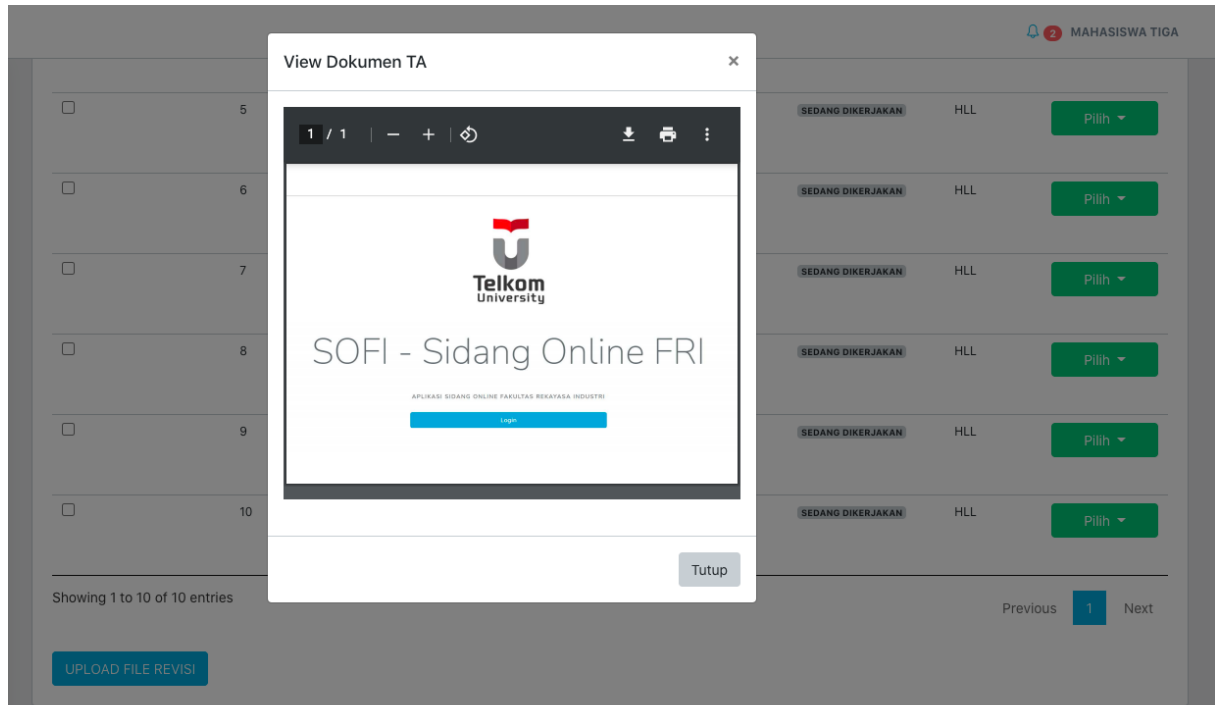 2 MAHASISWA TIGA
View Dokumen TA ×
5 SEDANG DIKERJAKAN HLL Pilih
1 / 1
6 SEDANG DIKERJAKAN HLL Pilih
7 SEDANG DIKERJAKAN HLL Pilih
Telkom
University
SOFI - Sidang Online FRI
8 SEDANG DIKERJAKAN HLL Pilih
APLIKASI SIDANG ONLINE FAKULTAS REKAYASA INDUSTRI
Login
9 SEDANG DIKERJAKAN HLL Pilih
10 SEDANG DIKERJAKAN HLL Pilih
Tutup
Showing 1 to 10 of 10 entries
Previous 1 Next
UPLOAD FILE REVISI